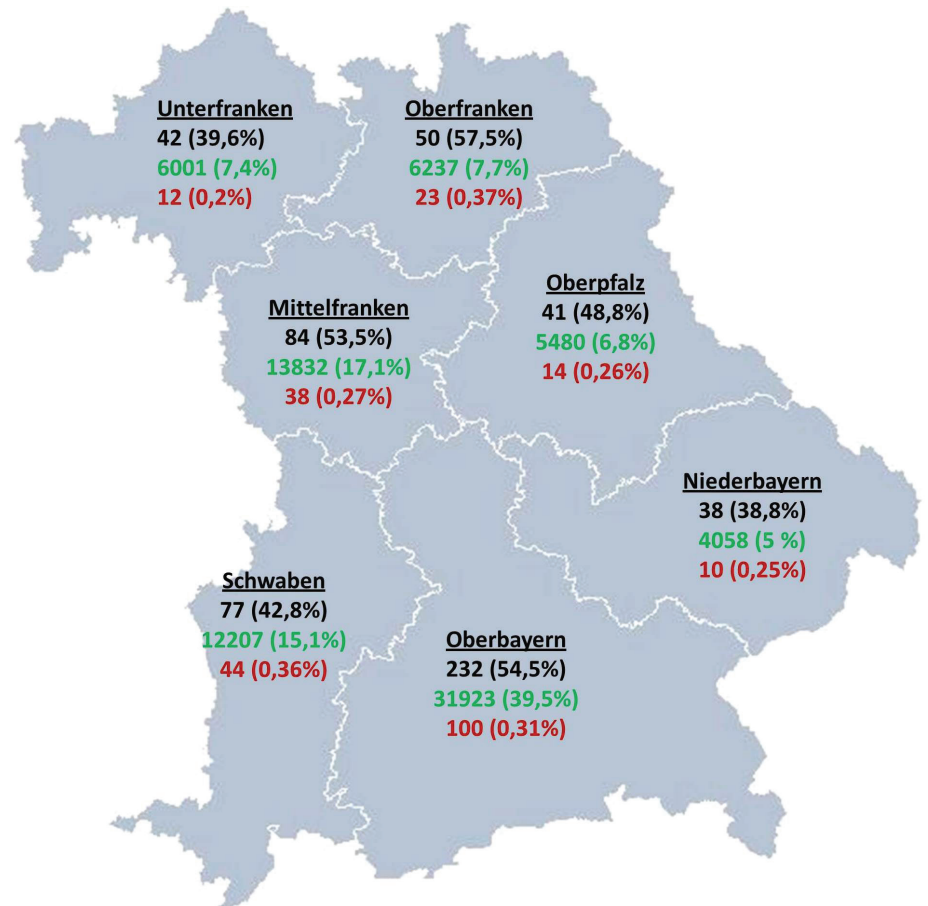 Unterfranken
42 (39,6%)
6001 (7,4%)
12 (0,2%)
Oberfranken
50 (57,5%)
6237 (7,7%)
23 (0,37%)
Mittelfranken
84 (53,5%)
13832 (17,1%)
38 (0,27%)
Oberpfalz
41 (48,8%)
5480 (6,8%)
14 (0,26%)
Niederbayern
38 (38,8%)
4058 (5 %)
10 (0,25%)
Schwaben
77 (42,8%)
12207 (15,1%)
44 (0,36%)
Oberbayern
232 (54,5%)
31923 (39,5%)
100 (0,31%)